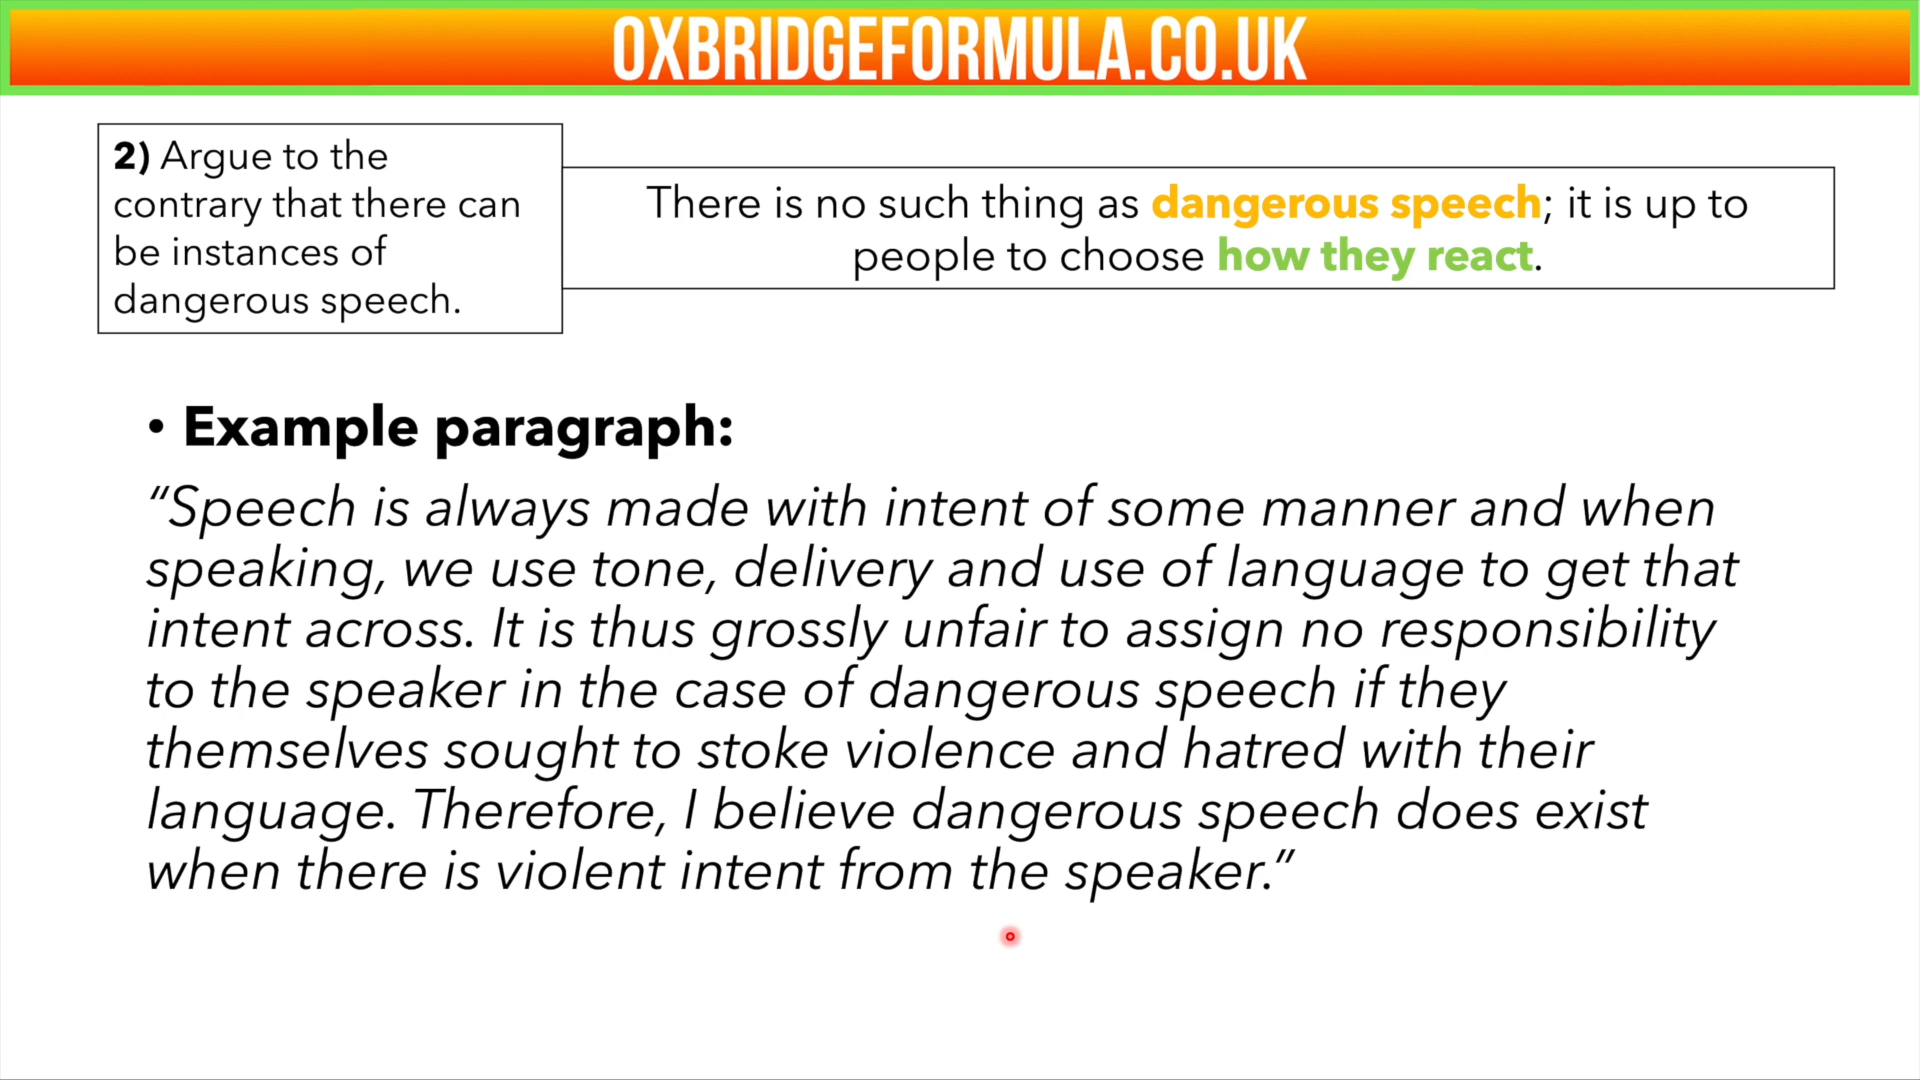 OXBRIDGEFORMULA.CO.UK
2) Argue to the
contrary that there can
be instances of
dangerous speech.
There is no such thing as dangerous speech; it is up to
people to choose how they react.
• Example paragraph:
“Speech is always made with intent of some manner and when
speaking, we use tone, delivery and use of language to get that
intent across. It is thus grossly unfair to assign no responsibility
to the speaker in the case of dangerous speech if they
themselves sought to stoke violence and hatred with their
language. Therefore, I believe dangerous speech does exist
when there is violent intent from the speaker.”